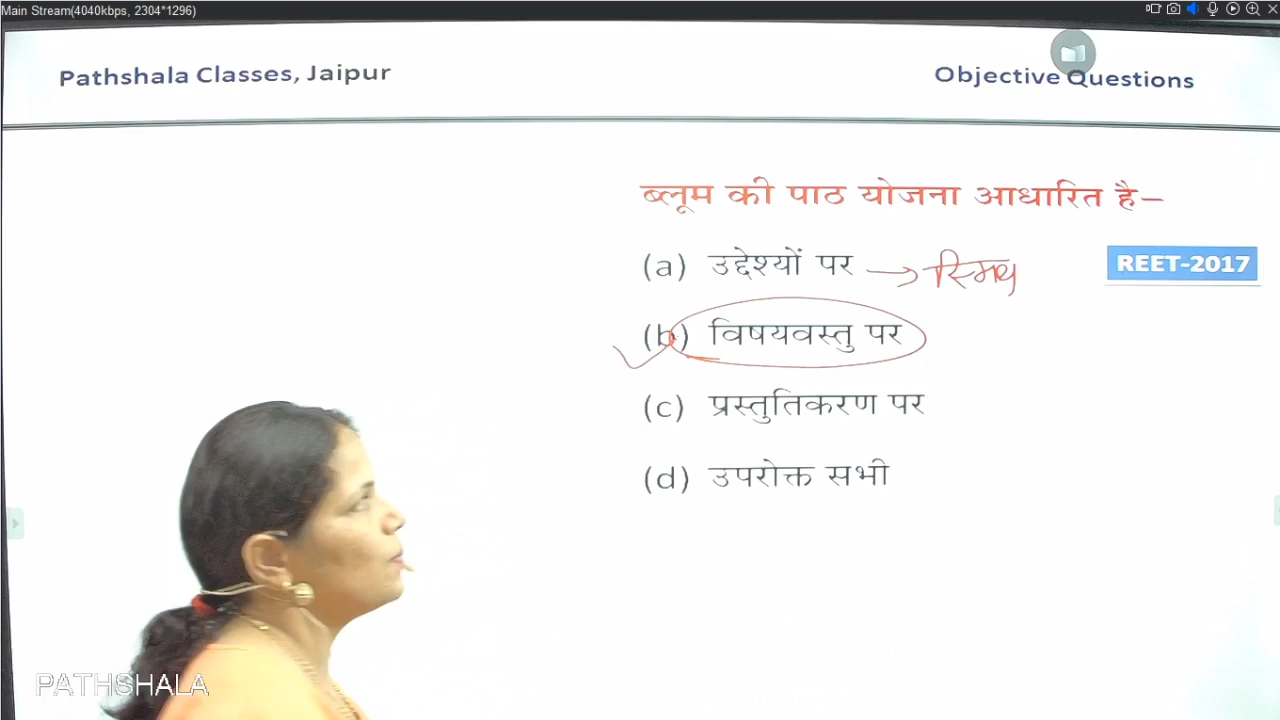 Main Stream(4040kbps, 2304*1296)
Pathshala Classes, Jaipur
Objective Questions
ब्लूम की पाठ योजना आधारित है–
(a) उद्देश्यों पर
REET-2017
(b) विषयवस्तु पर
(c) प्रस्तुतिकरण पर
(d) उपरोक्त सभी
PATHSHALA